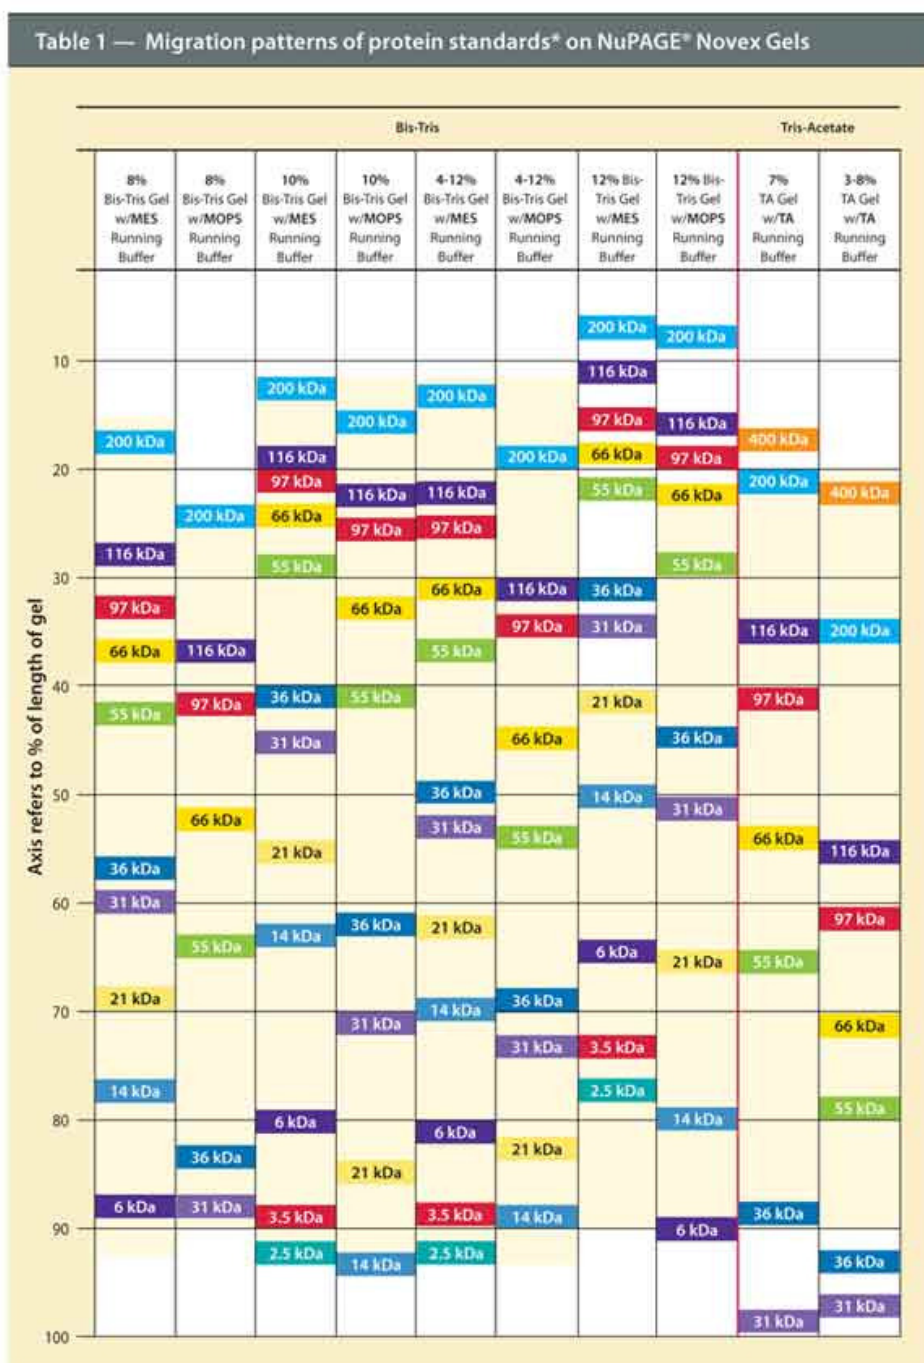 Table 1 — Migration patterns of protein standards* on NuPAGE® Novex Gels
Bis-Tris
Tris-Acetate
8%
Bis-Tris Gel
w/MES
Running
Buffer
8%
Bis-Tris Gel
w/MOPS
Running
Buffer
10%
Bis-Tris Gel
w/MES
Running
Buffer
10%
Bis-Tris Gel
w/MOPS
Running
Buffer
4-12%
Bis-Tris Gel
w/MES
Running
Buffer
4-12%
Bis-Tris Gel
w/MOPS
Running
Buffer
12% Bis-
Tris Gel
w/MES
Running
Buffer
12% Bis-
Tris Gel
w/MOPS
Running
Buffer
7%
TA Gel
w/TA
Running
Buffer
3-8%
TA Gel
w/TA
Running
Buffer
Axis refers to % of length of gel
10
20
30
40
50
60
70
80
90
100
200 kDa
116 kDa
97 kDa
66 kDa
55 kDa
36 kDa
31 kDa
21 kDa
14 kDa
6 kDa
200 kDa
116 kDa
97 kDa
66 kDa
55 kDa
36 kDa
31 kDa
200 kDa
116 kDa
97 kDa
66 kDa
55 kDa
36 kDa
31 kDa
21 kDa
14 kDa
6 kDa
3.5 kDa
2.5 kDa
200 kDa
116 kDa
97 kDa
66 kDa
55 kDa
36 kDa
31 kDa
21 kDa
14 kDa
200 kDa
116 kDa
97 kDa
66 kDa
55 kDa
36 kDa
31 kDa
21 kDa
14 kDa
6 kDa
3.5 kDa
2.5 kDa
200 kDa
116 kDa
97 kDa
66 kDa
55 kDa
36 kDa
31 kDa
21 kDa
14 kDa
200 kDa
116 kDa
97 kDa
66 kDa
55 kDa
36 kDa
31 kDa
21 kDa
14 kDa
6 kDa
3.5 kDa
2.5 kDa
200 kDa
116 kDa
97 kDa
66 kDa
55 kDa
36 kDa
31 kDa
21 kDa
14 kDa
6 kDa
400 kDa
200 kDa
116 kDa
97 kDa
66 kDa
55 kDa
36 kDa
31 kDa
400 kDa
200 kDa
116 kDa
97 kDa
66 kDa
55 kDa
36 kDa
31 kDa